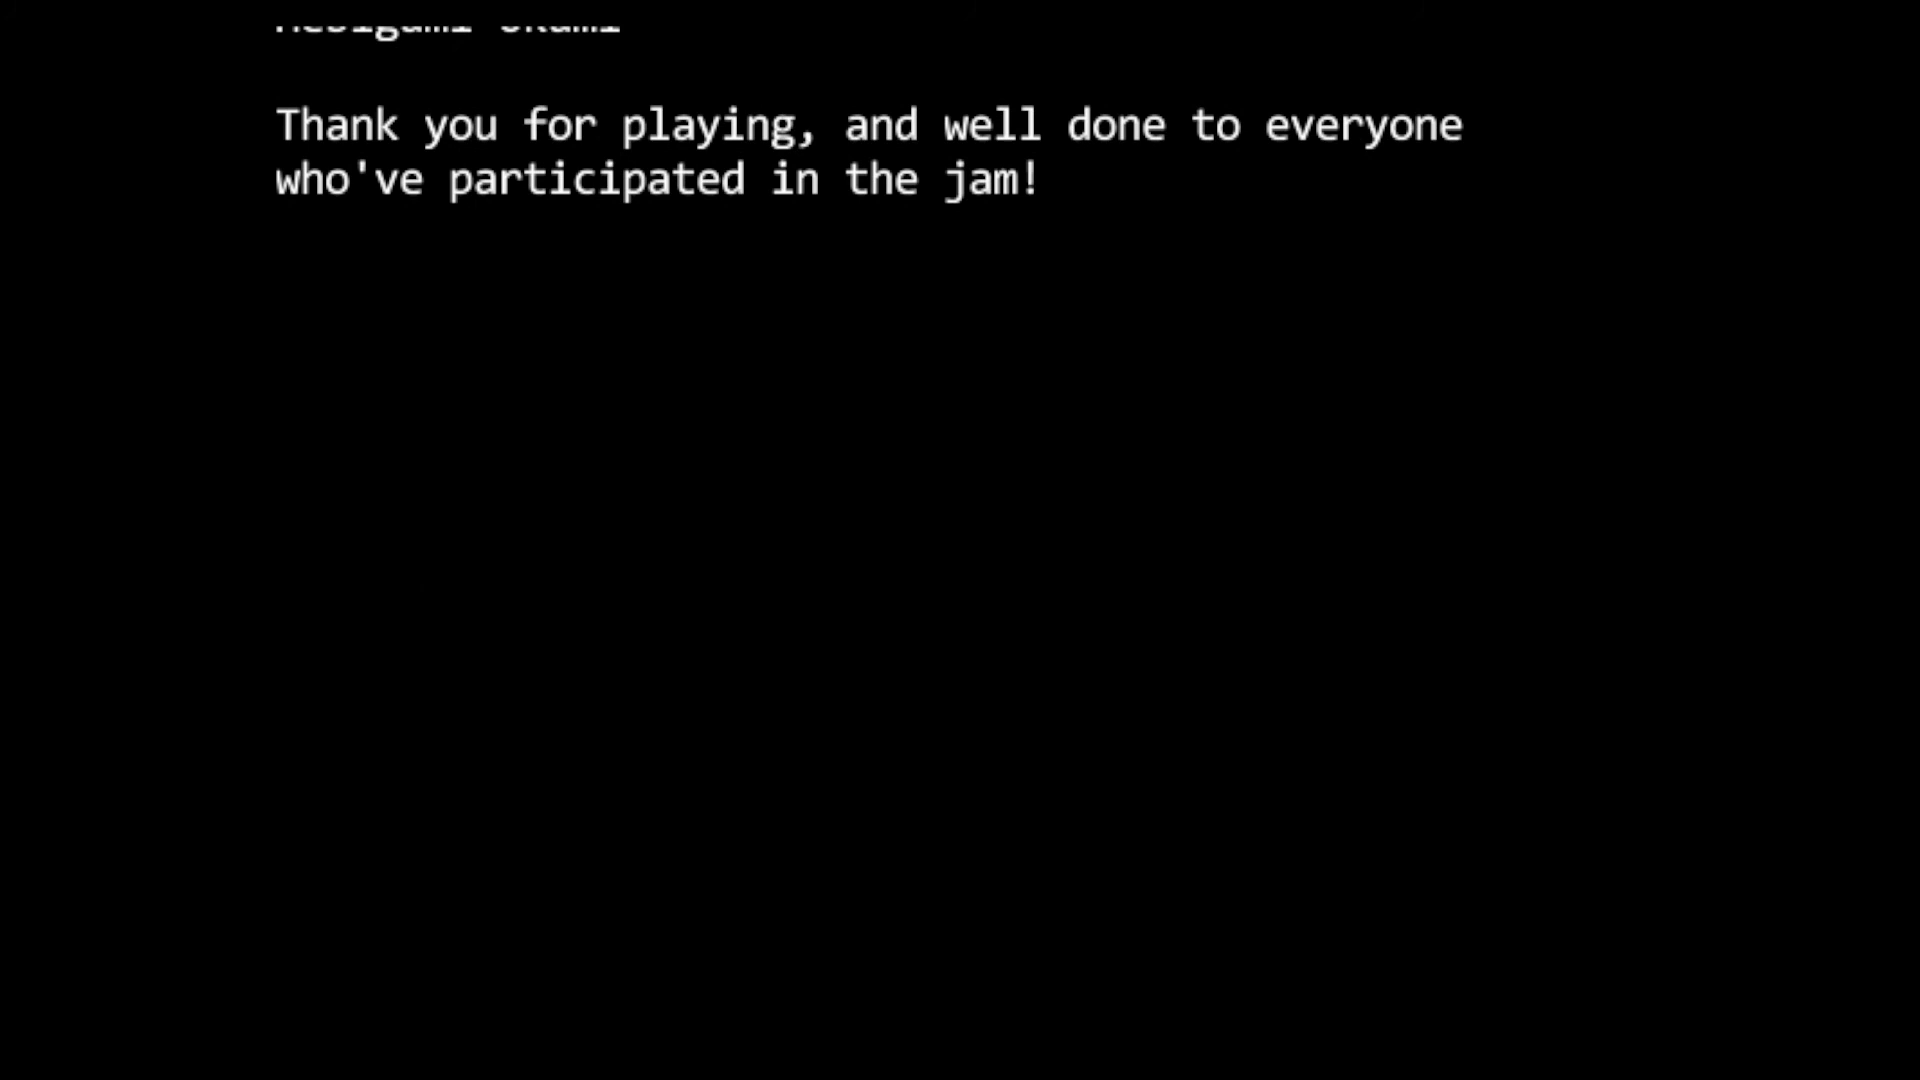 Thank you for playing, and well done to everyone
who've participated in the jam!